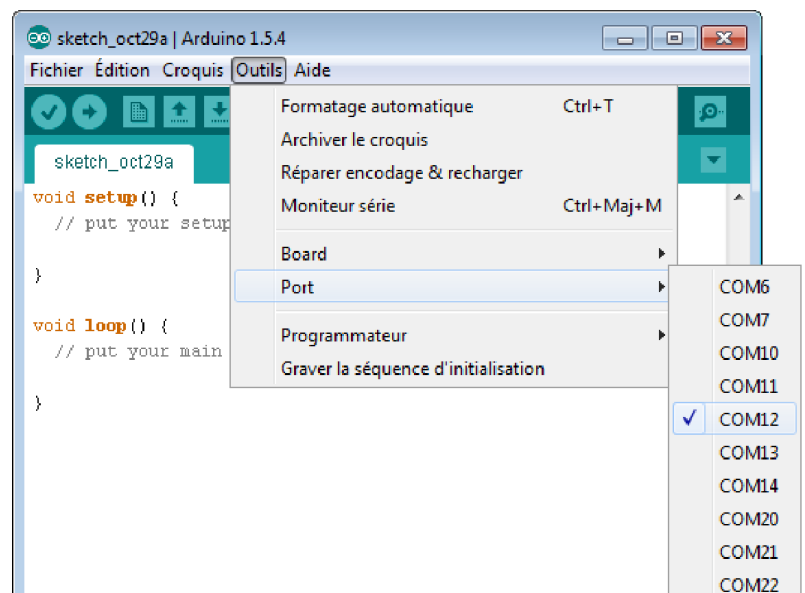 sketch_oct29a | Arduino 1.5.4
Fichier Édition Croquis Outils Aide
Formatage automatique Ctrl+T
Archiver le croquis
Réparer encodage & recharger
Moniteur série Ctrl+Maj+M
Board
Port
Programmateur
Graver la séquence d'initialisation
COM6
COM7
COM10
COM11
COM12
COM13
COM14
COM20
COM21
COM22
sketch_oct29a
void setup() {
// put your setup
}
void loop() {
// put your main
}